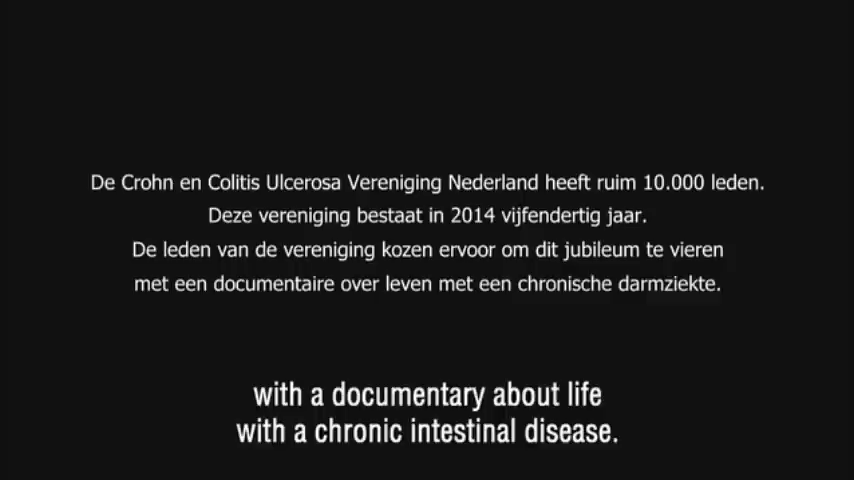 De Crohn en Colitis Ulcerosa Vereniging Nederland heeft ruim 10.000 leden.
Deze vereniging bestaat in 2014 vijfendertig jaar.
De leden van de vereniging kozen ervoor om dit jubileum te vieren
met een documentaire over leven met een chronische darmziekte.
with a documentary about life
with a chronic intestinal disease.